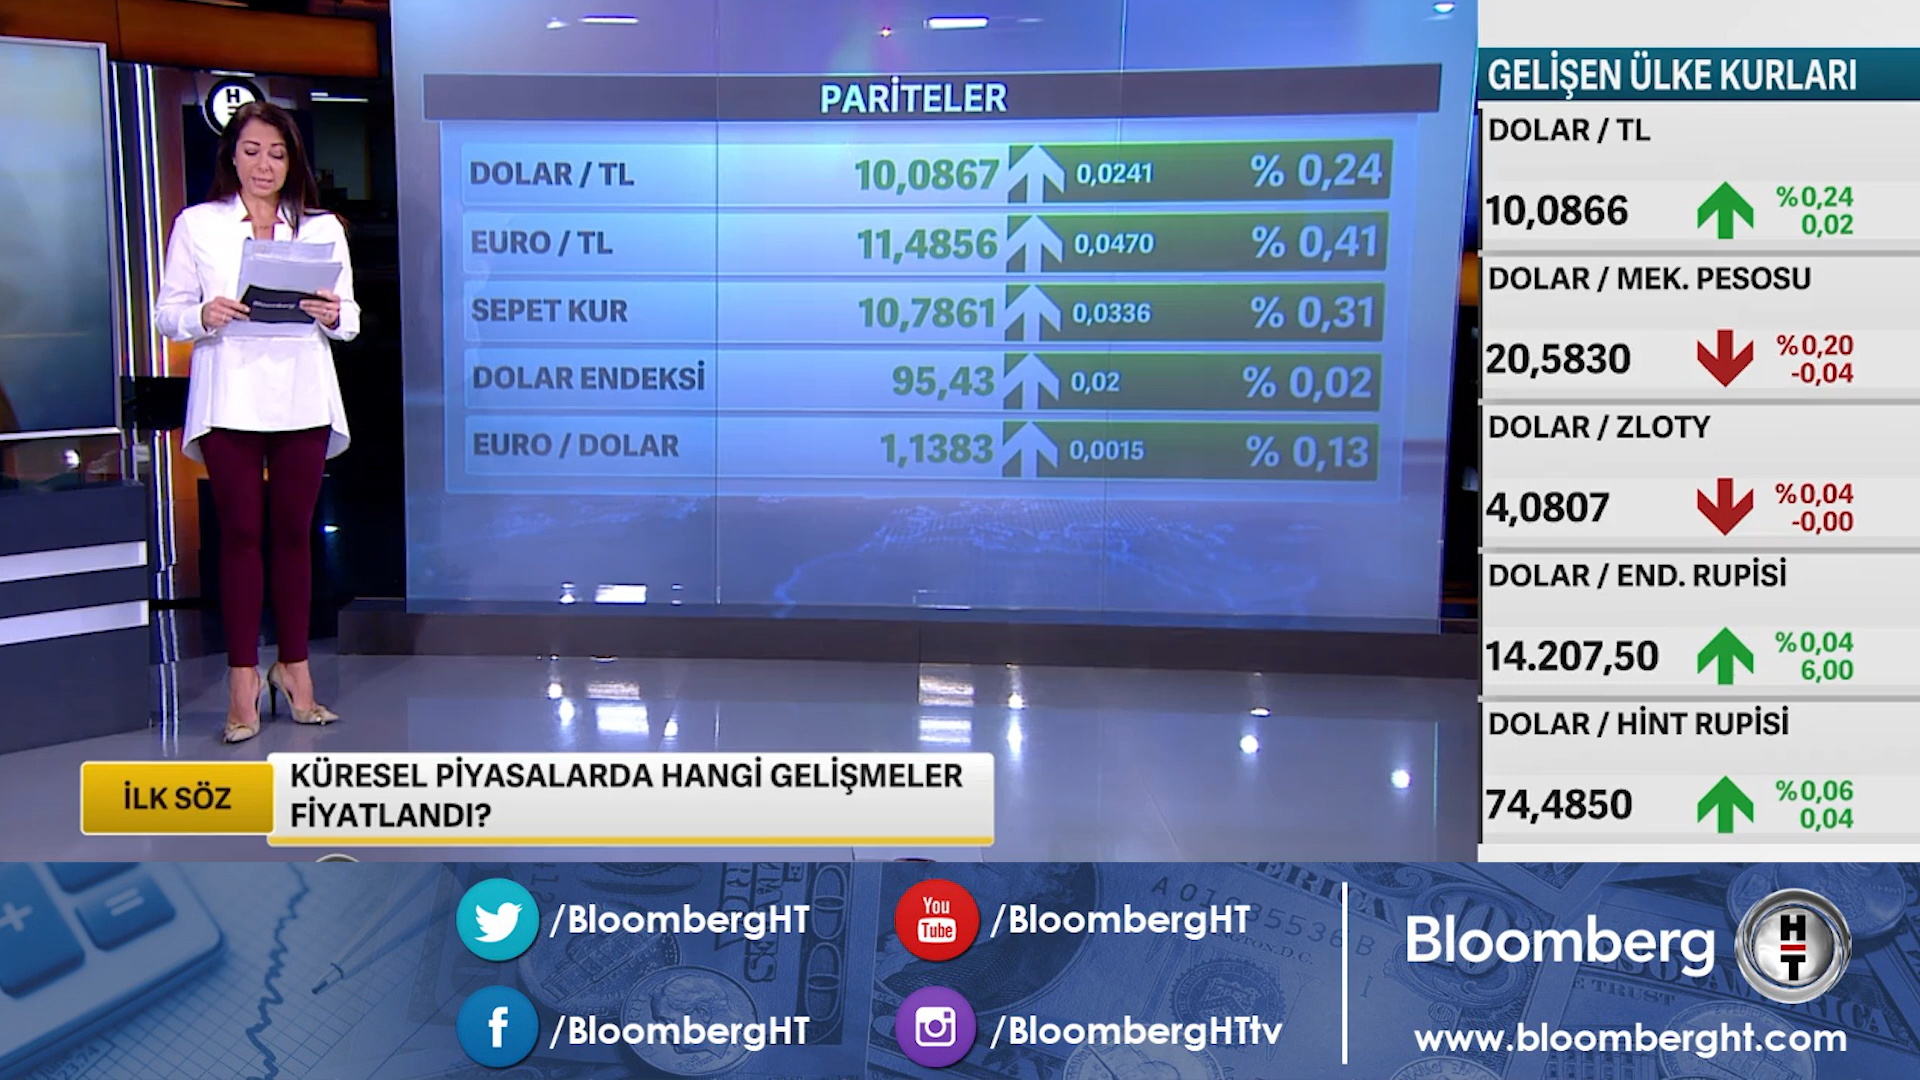 PARİTELER
DOLAR / TL 10,0867 0,0241 % 0,24
EURO / TL 11,4856 0,0470 % 0,41
SEPET KUR 10,7861 0,0336 % 0,31
DOLAR ENDEKSİ 95,43 0,02 % 0,02
EURO / DOLAR 1,1383 0,0015 % 0,13
Bloomberg
İLK SÖZ
KÜRESEL PİYASALARDA HANGİ GELİŞMELER
FİYATLANDI?
GELİŞEN ÜLKE KURLARI
DOLAR / TL
10,0866 %0,24
0,02
DOLAR / MEK. PESOSU
20,5830 %0,20
-0,04
DOLAR / ZLOTY
4,0807 %0,04
-0,00
DOLAR / END. RUPİSİ
14.207,50 %0,04
6,00
DOLAR / HİNT RUPİSİ
74,4850 %0,06
0,04
/BloombergHT
You
Tube
/BloombergHT
/BloombergHT
/BloombergHTtv
Bloomberg HT
www.bloomberght.com